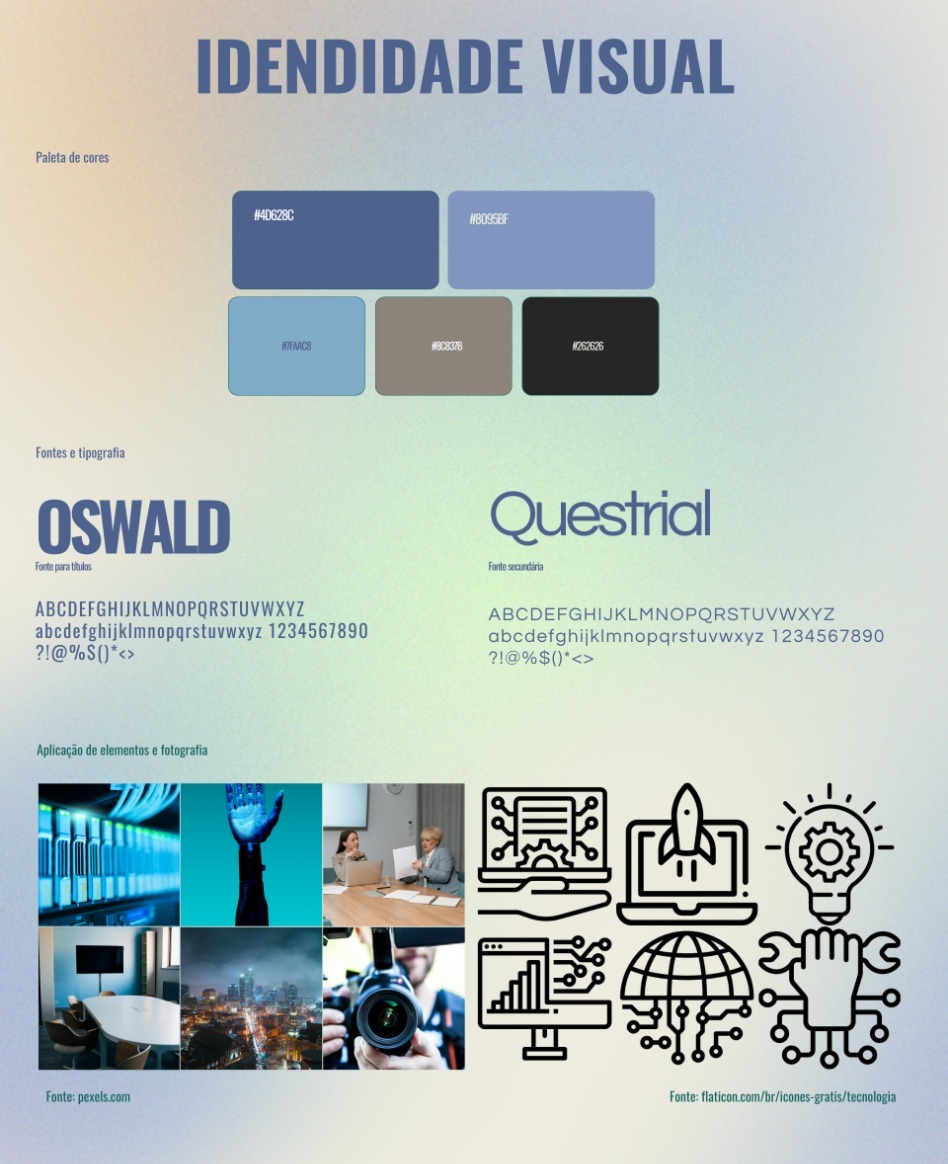 IDENDIDADE VISUAL
Paleta de cores
#4D628C
#8095BF
#7FAAC8
#8C837B
#262626
Fontes e tipografia
OSWALD
Fonte para títulos
ABCDEFGHIJKLMNOPQRSTUVWXYZ
abcdefghijklmnopqrstuvwxyz 1234567890
?!@%$()*<>
Questrial
Fonte secundária
ABCDEFGHIJKLMNOPQRSTUVWXYZ
abcdefghijklmnopqrstuvwxyz 1234567890
?!@%$()*<>
Aplicação de elementos e fotografia
Fonte: pexels.com
Fonte: flaticon.com/br/icones-gratis/tecnologia